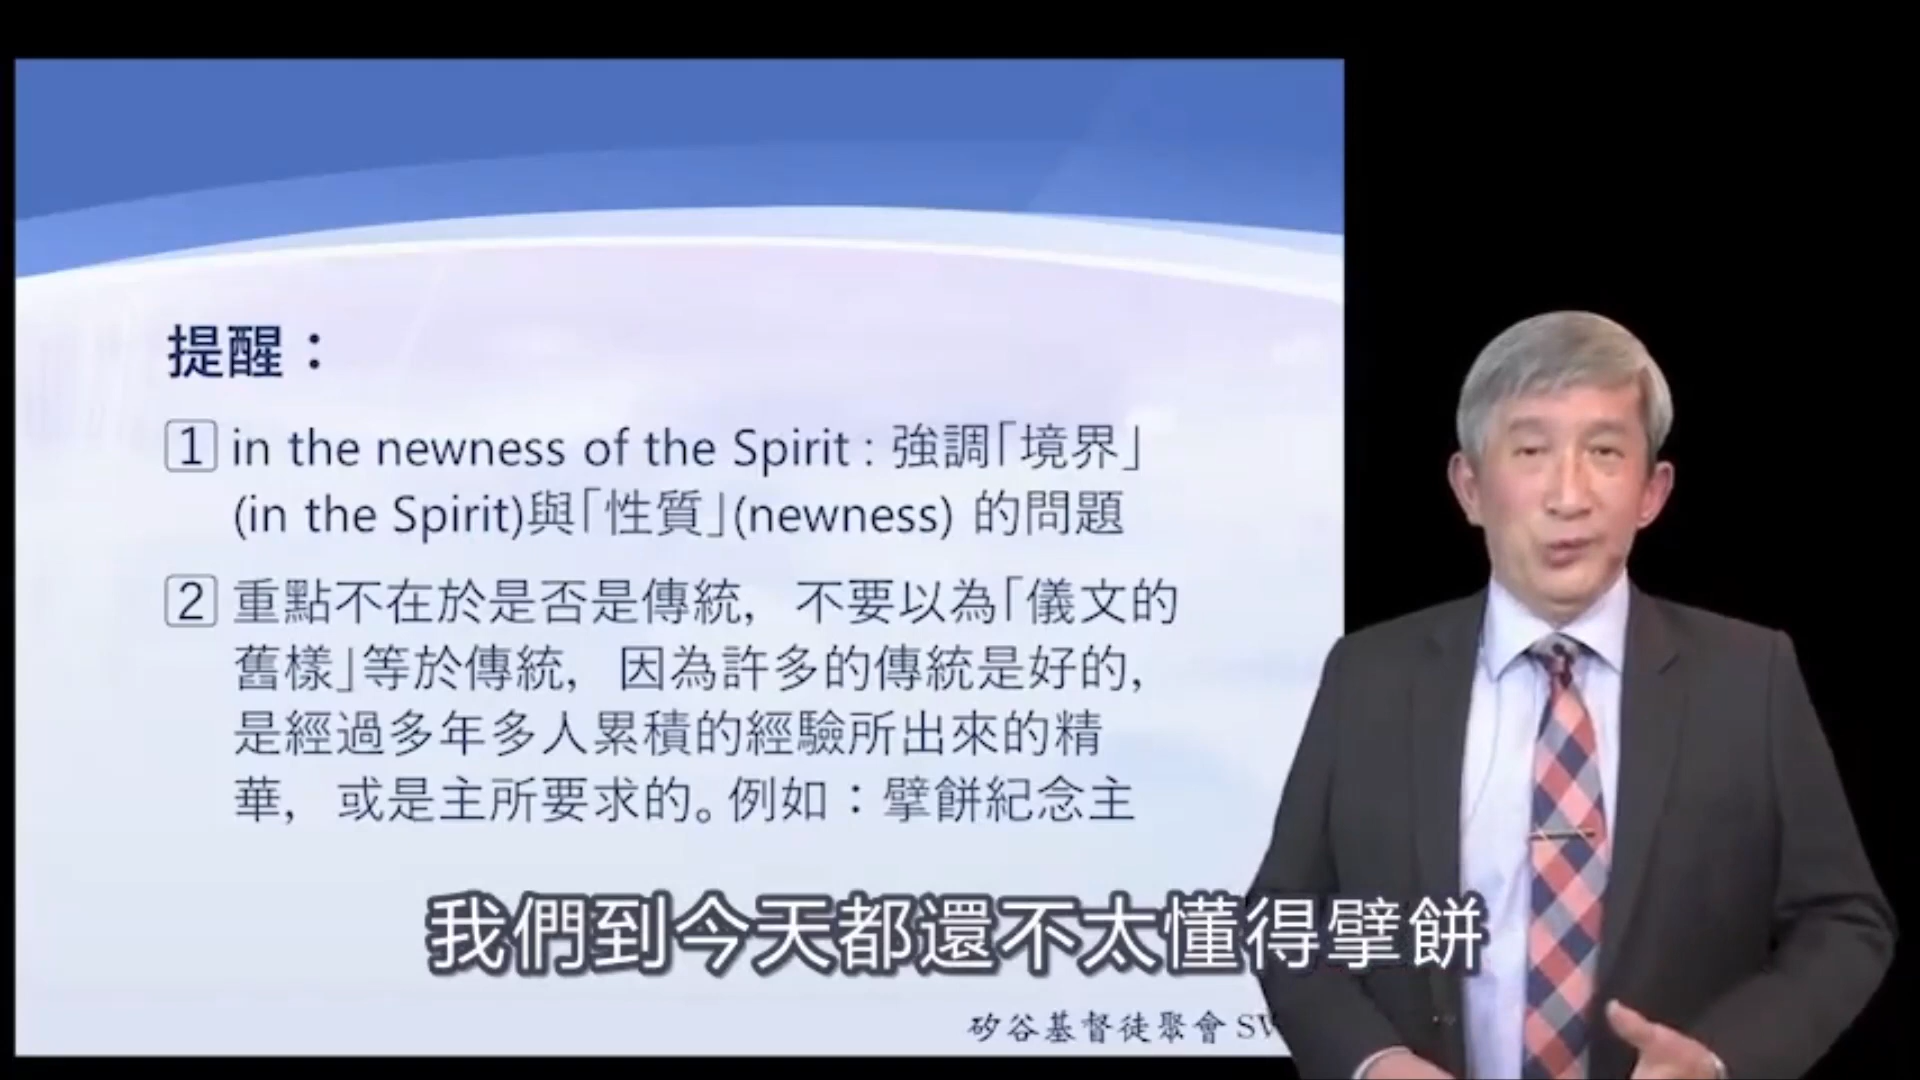 提醒：
1 in the newness of the Spirit : 強調「境界」
(in the Spirit)與「性質」(newness) 的問題
2 重點不在於是否是傳統，不要以為「儀文的
舊樣」等於傳統，因為許多的傳統是好的，
是經過多年多人累積的經驗所出來的精
華，或是主所要求的。例如：擘餅紀念主
我們到今天都還不太懂得擘餅
矽谷基督徒聚會